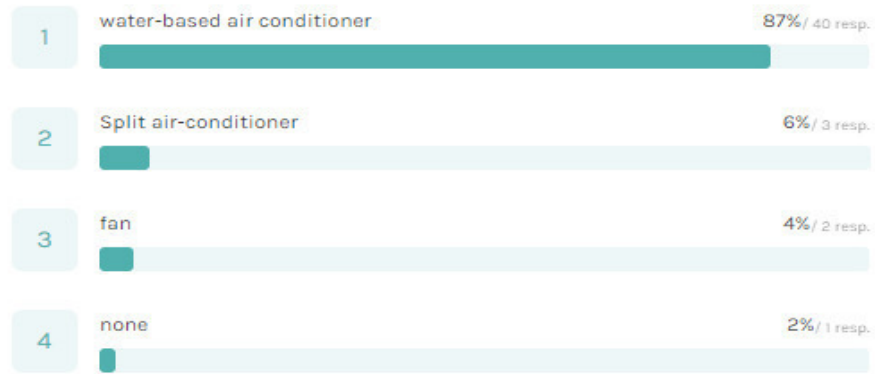 1
water-based air conditioner 87%/ 40 resp.
2
Split air-conditioner 6%/ 3 resp.
3
fan 4%/ 2 resp.
4
none 2%/ 1 resp.